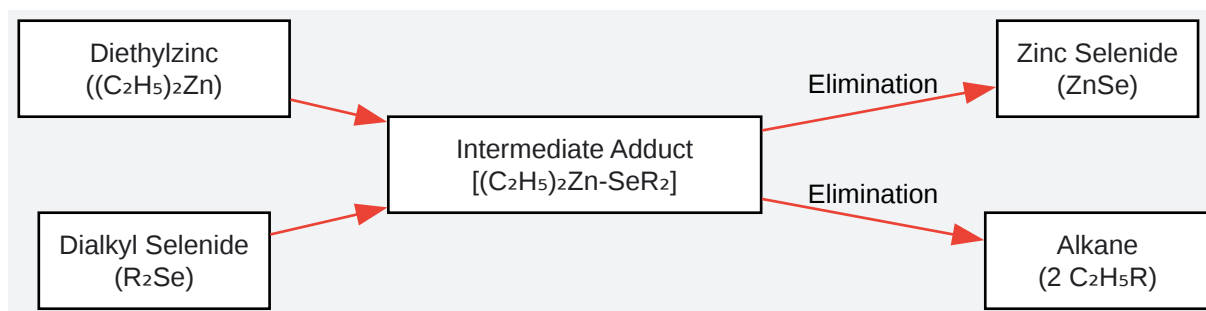 Diethylzinc
((C₂H₅)₂Zn)
Dialkyl Selenide
(R₂Se)
Intermediate Adduct
[(C₂H₅)₂Zn-SeR₂]
Elimination
Elimination
Zinc Selenide
(ZnSe)
Alkane
(2 C₂H₅R)